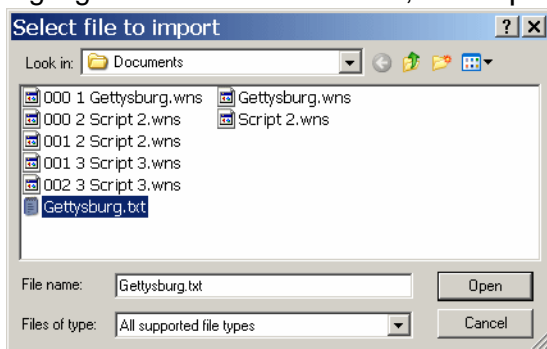 Select file to import
Look in: Documents
000 1 Gettysburg.wns
000 2 Script 2.wns
001 2 Script 2.wns
001 3 Script 3.wns
002 3 Script 3.wns
Gettysburg.txt
Gettysburg.wns
Script 2.wns
File name: Gettysburg.txt
Open
Files of type: All supported file types
Cancel